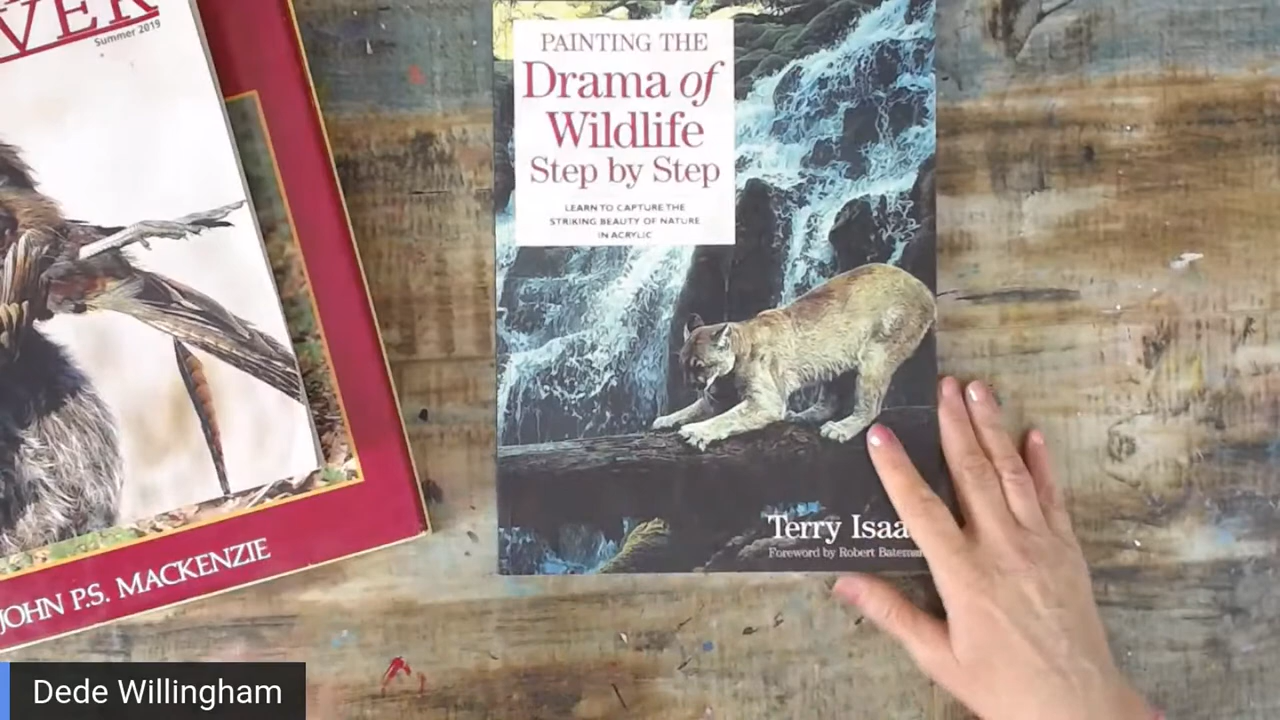 VER
Summer 2019
JOHN P.S. MACKENZIE
PAINTING THE
Drama of
Wildlife
Step by Step
LEARN TO CAPTURE THE
STRIKING BEAUTY OF NATURE
IN ACRYLIC
Terry Isaa
Foreword by Robert Bateman
Dede Willingham